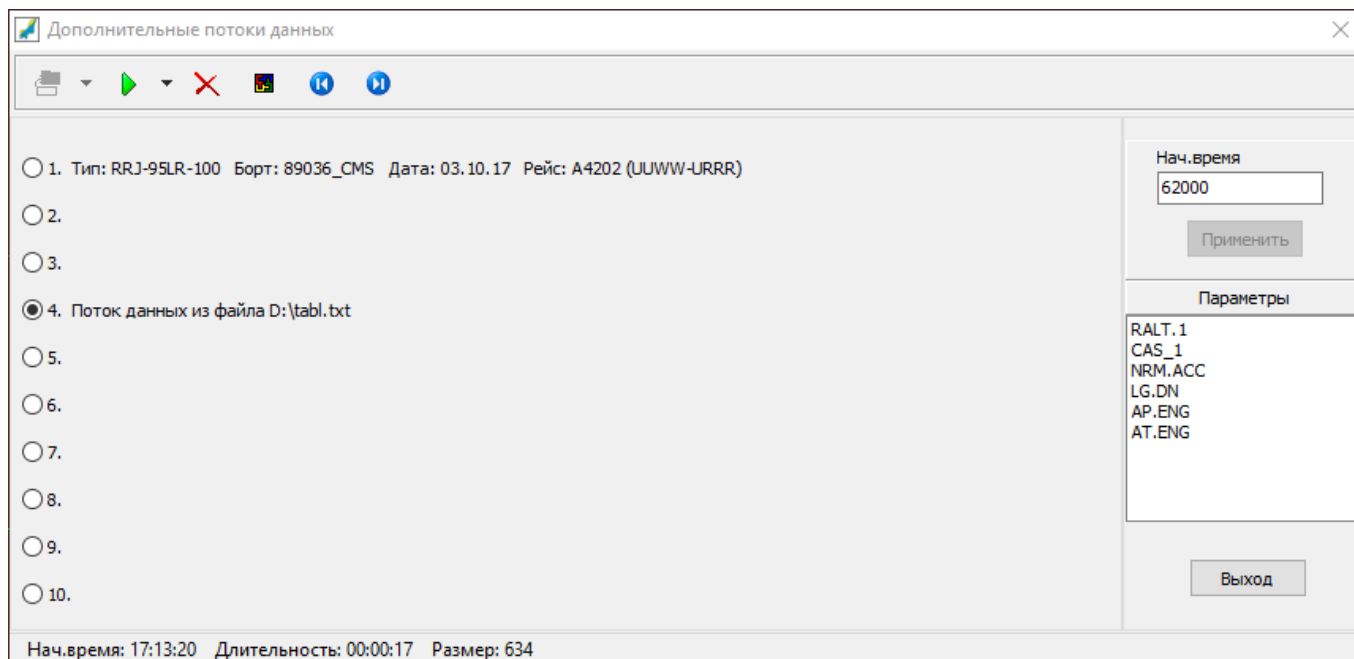 Дополнительные потоки данных
1. Тип: RRJ-95LR-100 Борт: 89036_CMS Дата: 03.10.17 Рейс: A4202 (UUWW-URRR)
2.
3.
4. Поток данных из файла D:\tabl.txt
5.
6.
7.
8.
9.
10.
Нач.время
62000
Применить
Параметры
RALT.1
CAS_1
NRM.ACC
LG.DN
AP.ENG
AT.ENG
Выход
Нач.время: 17:13:20 Длительность: 00:00:17 Размер: 634